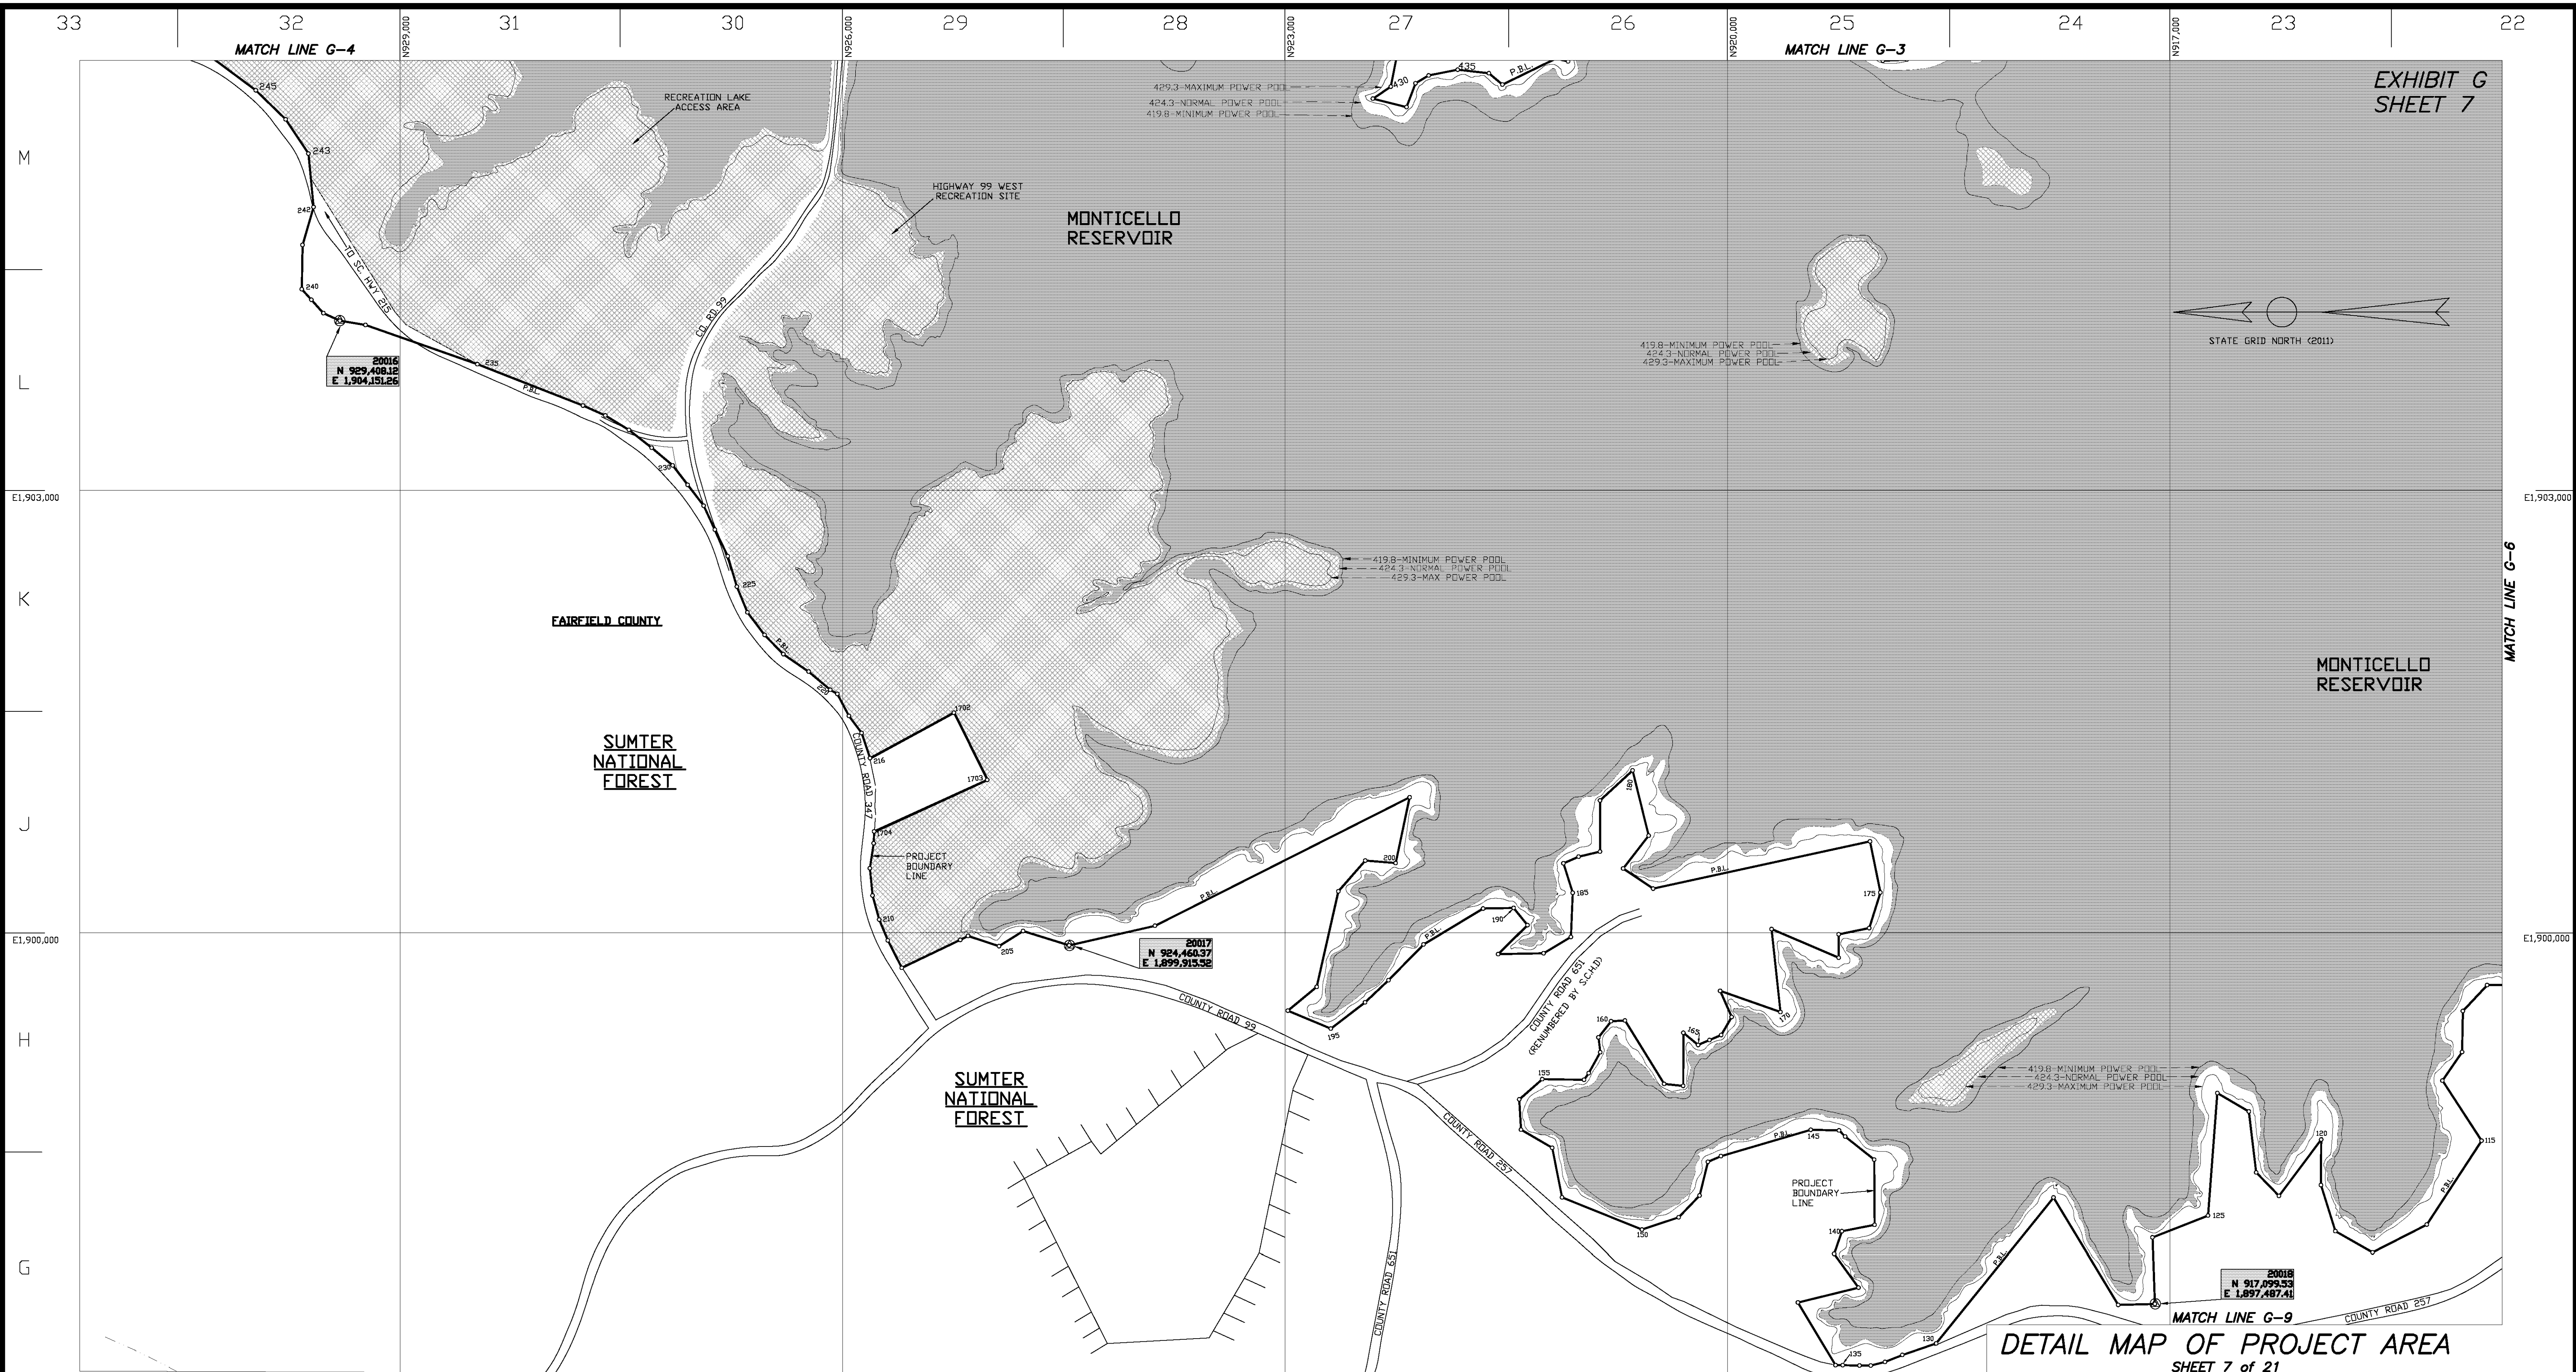 33 32 31 30 29 28 27 26 25 24 23 22
N929,000 N926,000 N923,000 N920,000 N917,000
MATCH LINE G-4
MATCH LINE G-3
EXHIBIT G
SHEET 7
M
L
K
J
H
G
245
243
242
240
TO SC. HWY 215
20016
N 929,408.12
E 1,904,151.26
235
P.B.L.
RECREATION LAKE
ACCESS AREA
CO. RD. 99
HIGHWAY 99 WEST
RECREATION SITE
MONTICELLO
RESERVOIR
429.3-MAXIMUM POWER POOL
424.3-NORMAL POWER POOL
419.8-MINIMUM POWER POOL
430
435
P.B.L.
419.8-MINIMUM POWER POOL
424.3-NORMAL POWER POOL
429.3-MAXIMUM POWER POOL
STATE GRID NORTH (2011)
E1,903,000
E1,903,000
230
225
P.B.L.
220
FAIRFIELD COUNTY
419.8-MINIMUM POWER POOL
424.3-NORMAL POWER POOL
429.3-MAX POWER POOL
MATCH LINE G-6
MONTICELLO
RESERVOIR
SUMTER
NATIONAL
FOREST
1702
216
1703
COUNTY ROAD 347
1704
PROJECT
BOUNDARY
LINE
210
205
P.B.L.
200
20017
N 924,460.37
E 1,899,915.52
E1,900,000
E1,900,000
180
185
190
P.B.L.
195
P.B.L.
175
170
165
160
155
COUNTY ROAD 651
(RENUMBERED BY S.C.H.D)
COUNTY ROAD 99
SUMTER
NATIONAL
FOREST
COUNTY ROAD 257
COUNTY ROAD 651
419.8-MINIMUM POWER POOL
424.3-NORMAL POWER POOL
429.3-MAXIMUM POWER POOL
P.B.L.
145
150
PROJECT
BOUNDARY
LINE
140
135
130
P.B.L.
125
120
115
P.B.L.
20018
N 917,099.53
E 1,897,487.41
MATCH LINE G-9
COUNTY ROAD 257
DETAIL MAP OF PROJECT AREA
SHEET 7 of 21